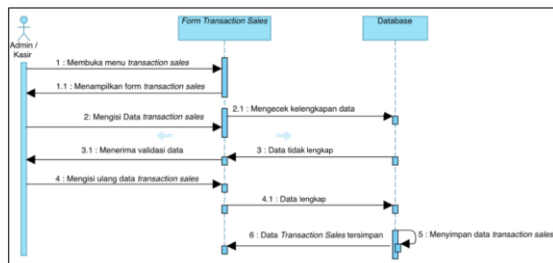 Form Transaction Sales
Database
Admin /
Kasir
1 : Membuka menu transaction sales
1.1 : Menampilkan form transaction sales
2: Mengisi Data transaction sales
2.1 : Mengecek kelengkapan data
3.1 : Menerima validasi data
3 : Data tidak lengkap
4 : Mengisi ulang data transaction sales
4.1 : Data lengkap
5 : Menyimpan data transaction sales
6 : Data Transaction Sales tersimpan